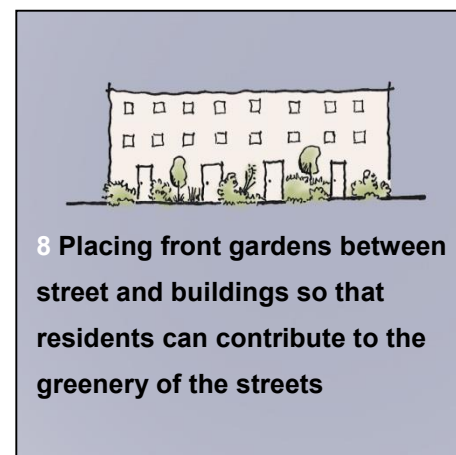 8 Placing front gardens between
street and buildings so that
residents can contribute to the
greenery of the streets